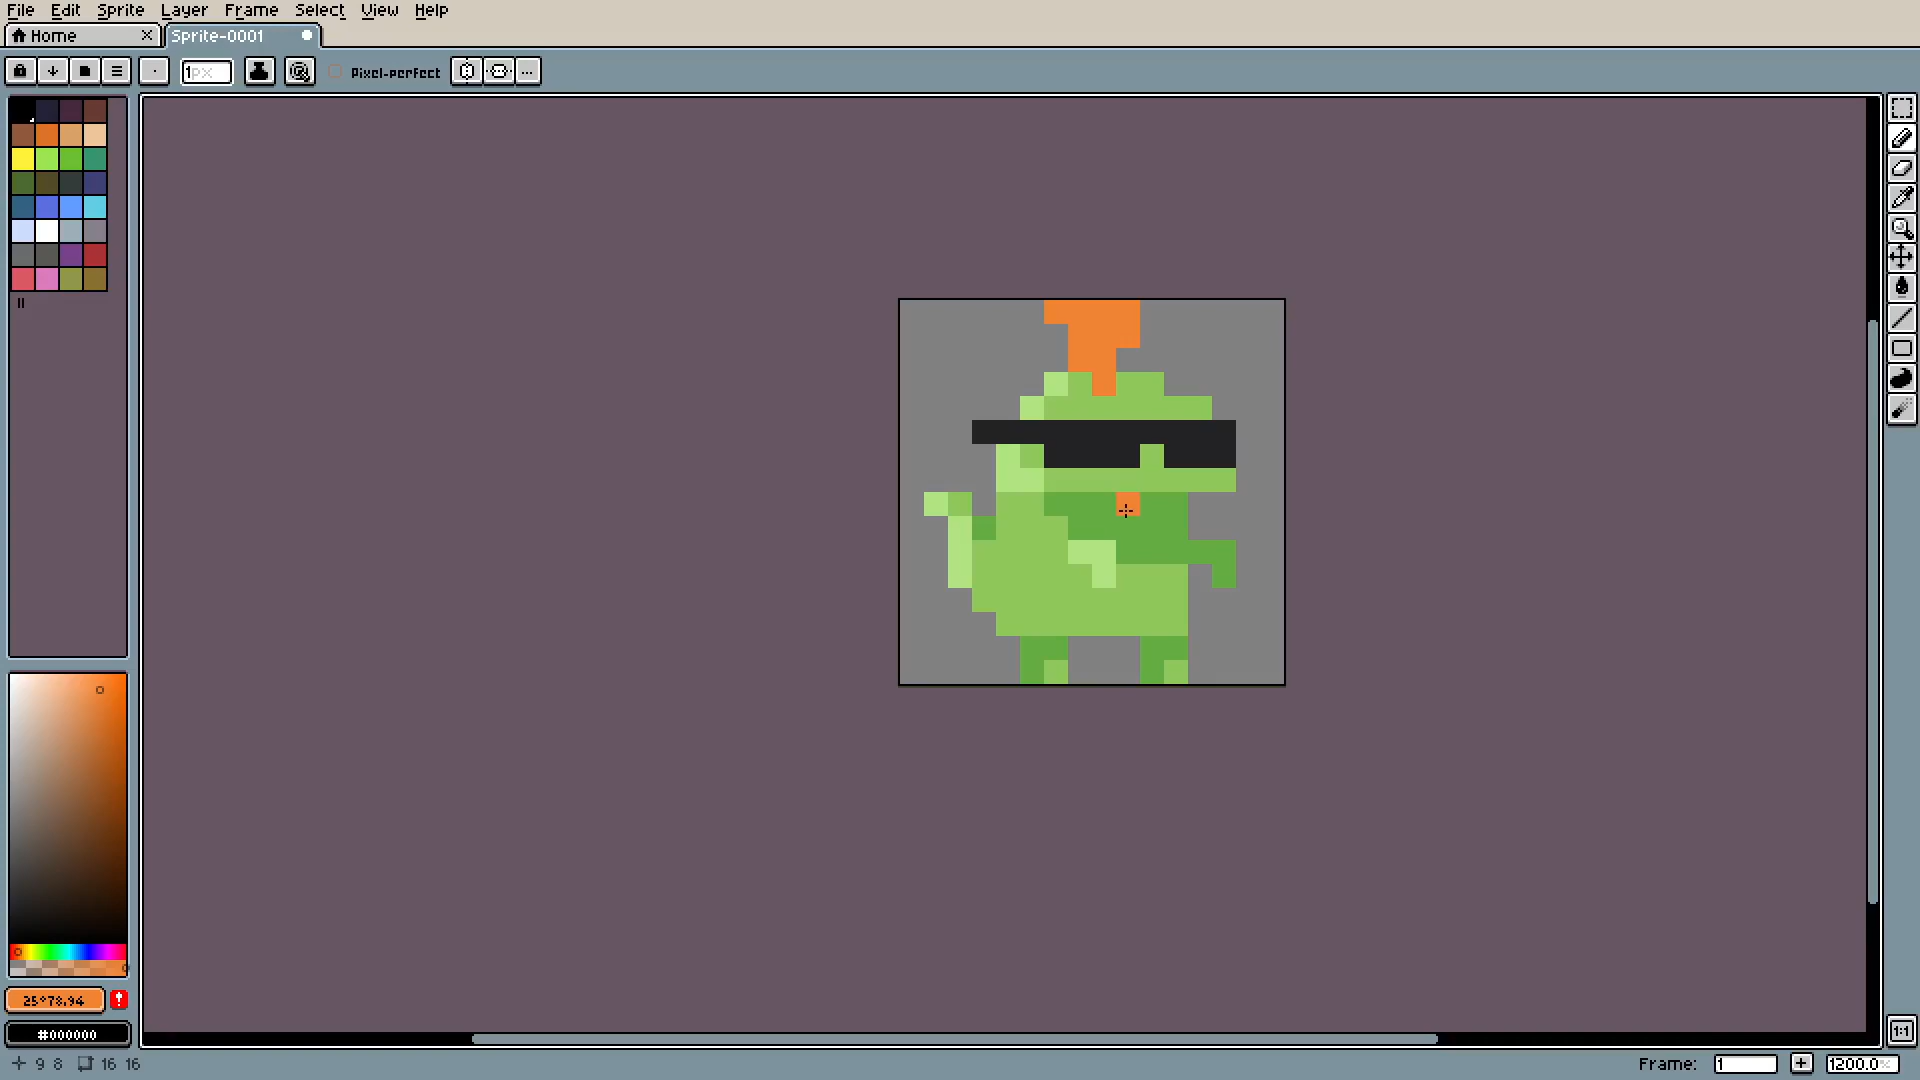 File Edit Sprite Layer Frame Select View Help
Home Sprite-0001
1px Pixel-perfect
25°78.94 !
#000000
9 8 16 16 Frame: 1 + 1200.0%
1:1